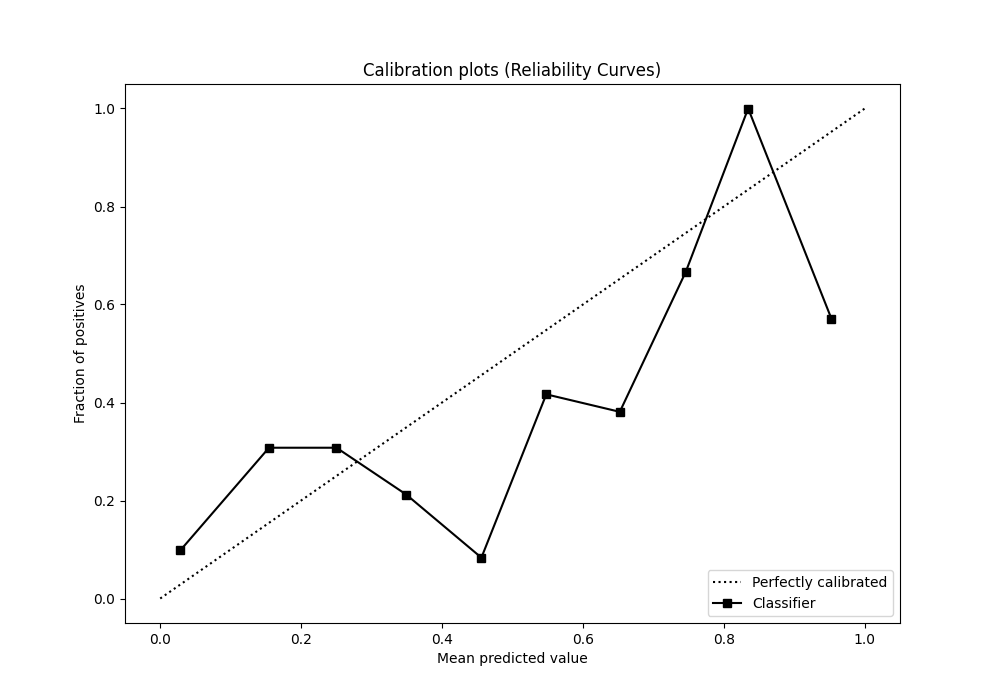 Calibration plots (Reliability Curves)
1.0
0.8
0.6
0.4
0.2
0.0
Fraction of positives
Perfectly calibrated
Classifier
0.0 0.2 0.4 0.6 0.8 1.0
Mean predicted value